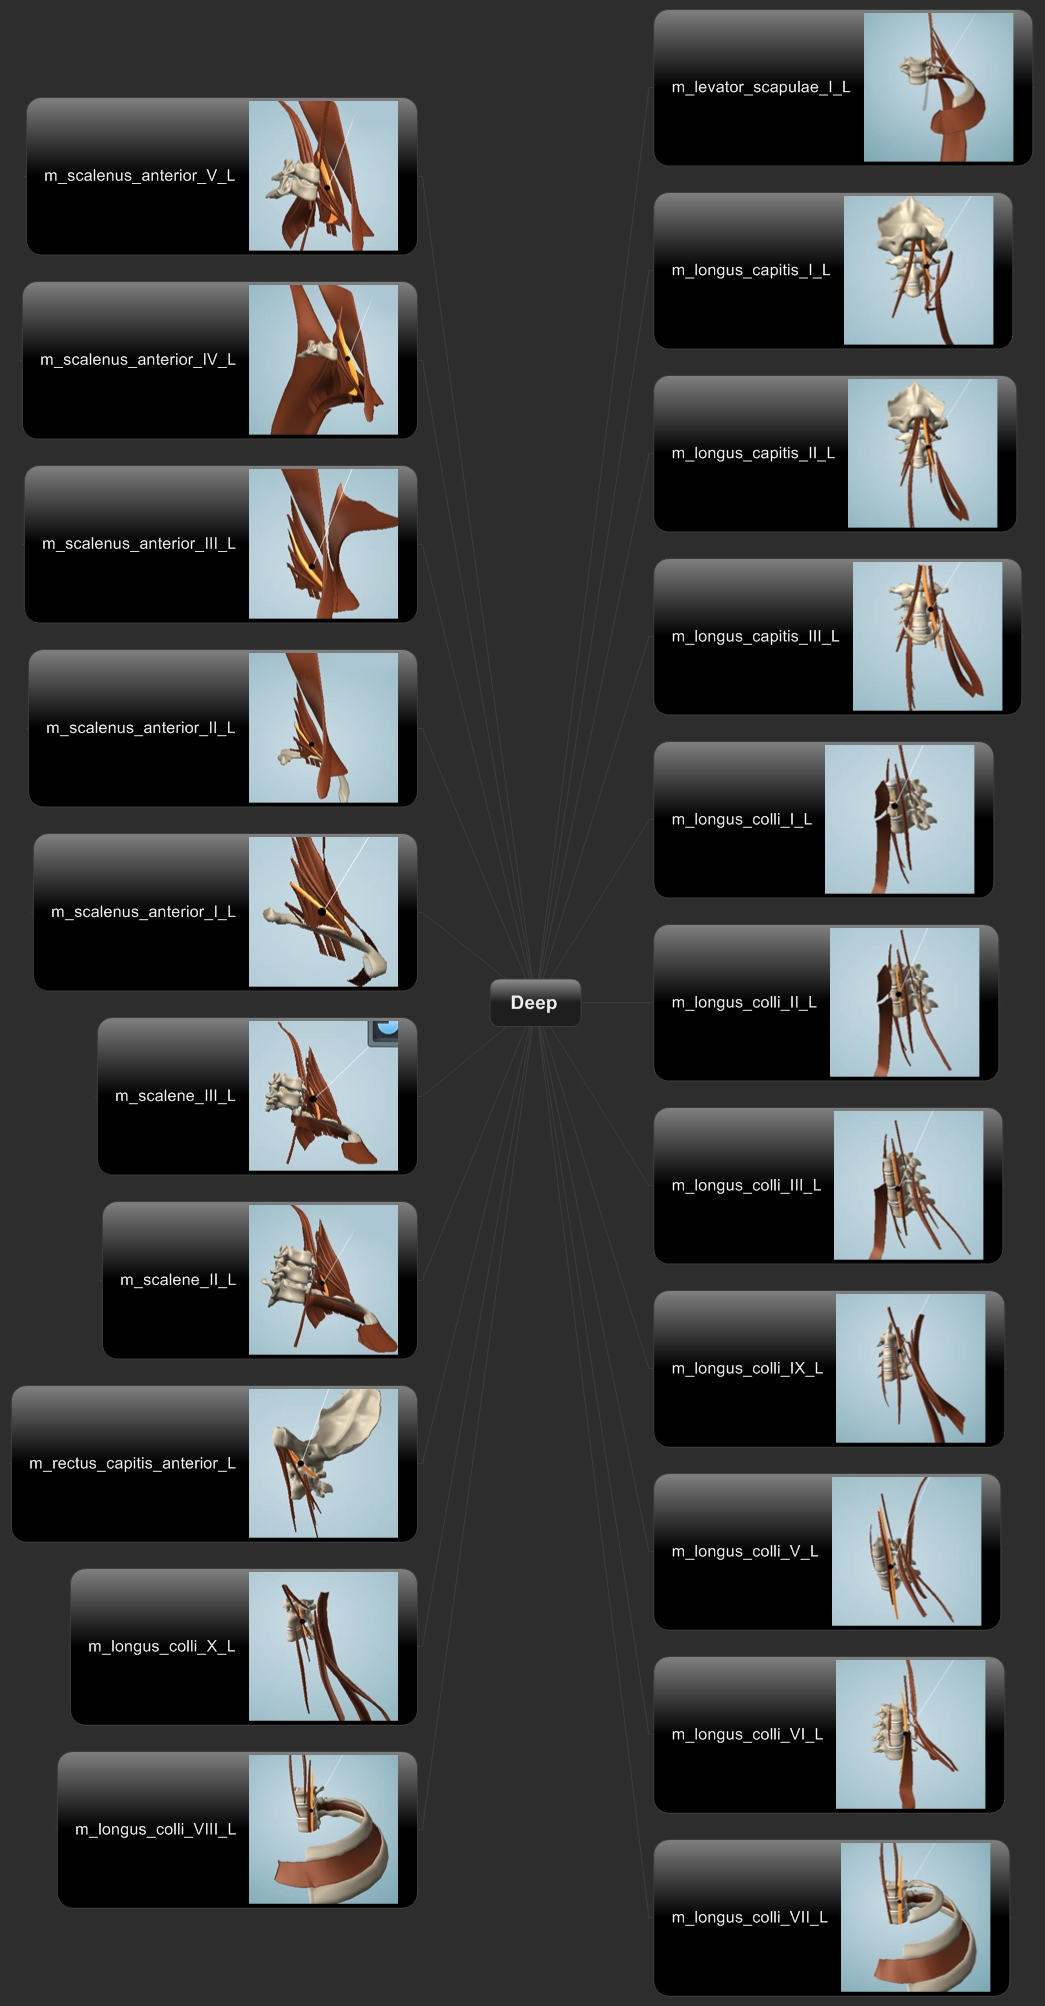 m_scalenus_anterior_V_L
m_scalenus_anterior_IV_L
m_scalenus_anterior_III_L
m_scalenus_anterior_II_L
m_scalenus_anterior_I_L
m_scalene_III_L
m_scalene_II_L
m_rectus_capitis_anterior_L
m_longus_colli_X_L
m_longus_colli_VIII_L
Deep
m_levator_scapulae_I_L
m_longus_capitis_I_L
m_longus_capitis_II_L
m_longus_capitis_III_L
m_longus_colli_I_L
m_longus_colli_II_L
m_longus_colli_III_L
m_longus_colli_IX_L
m_longus_colli_V_L
m_longus_colli_VI_L
m_longus_colli_VII_L